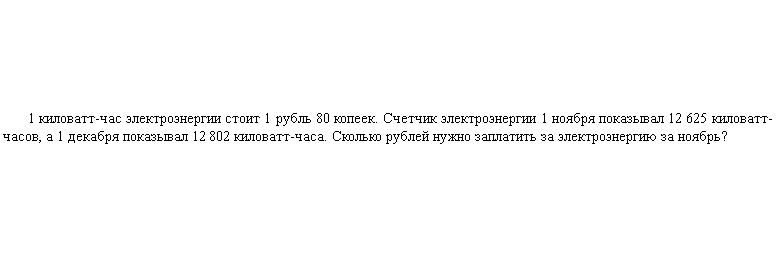 1 киловатт-час электроэнергии стоит 1 рубль 80 копеек. Счетчик электроэнергии 1 ноября показывал 12 625 киловатт-
часов, а 1 декабря показывал 12 802 киловатт-часа. Сколько рублей нужно заплатить за электроэнергию за ноябрь?